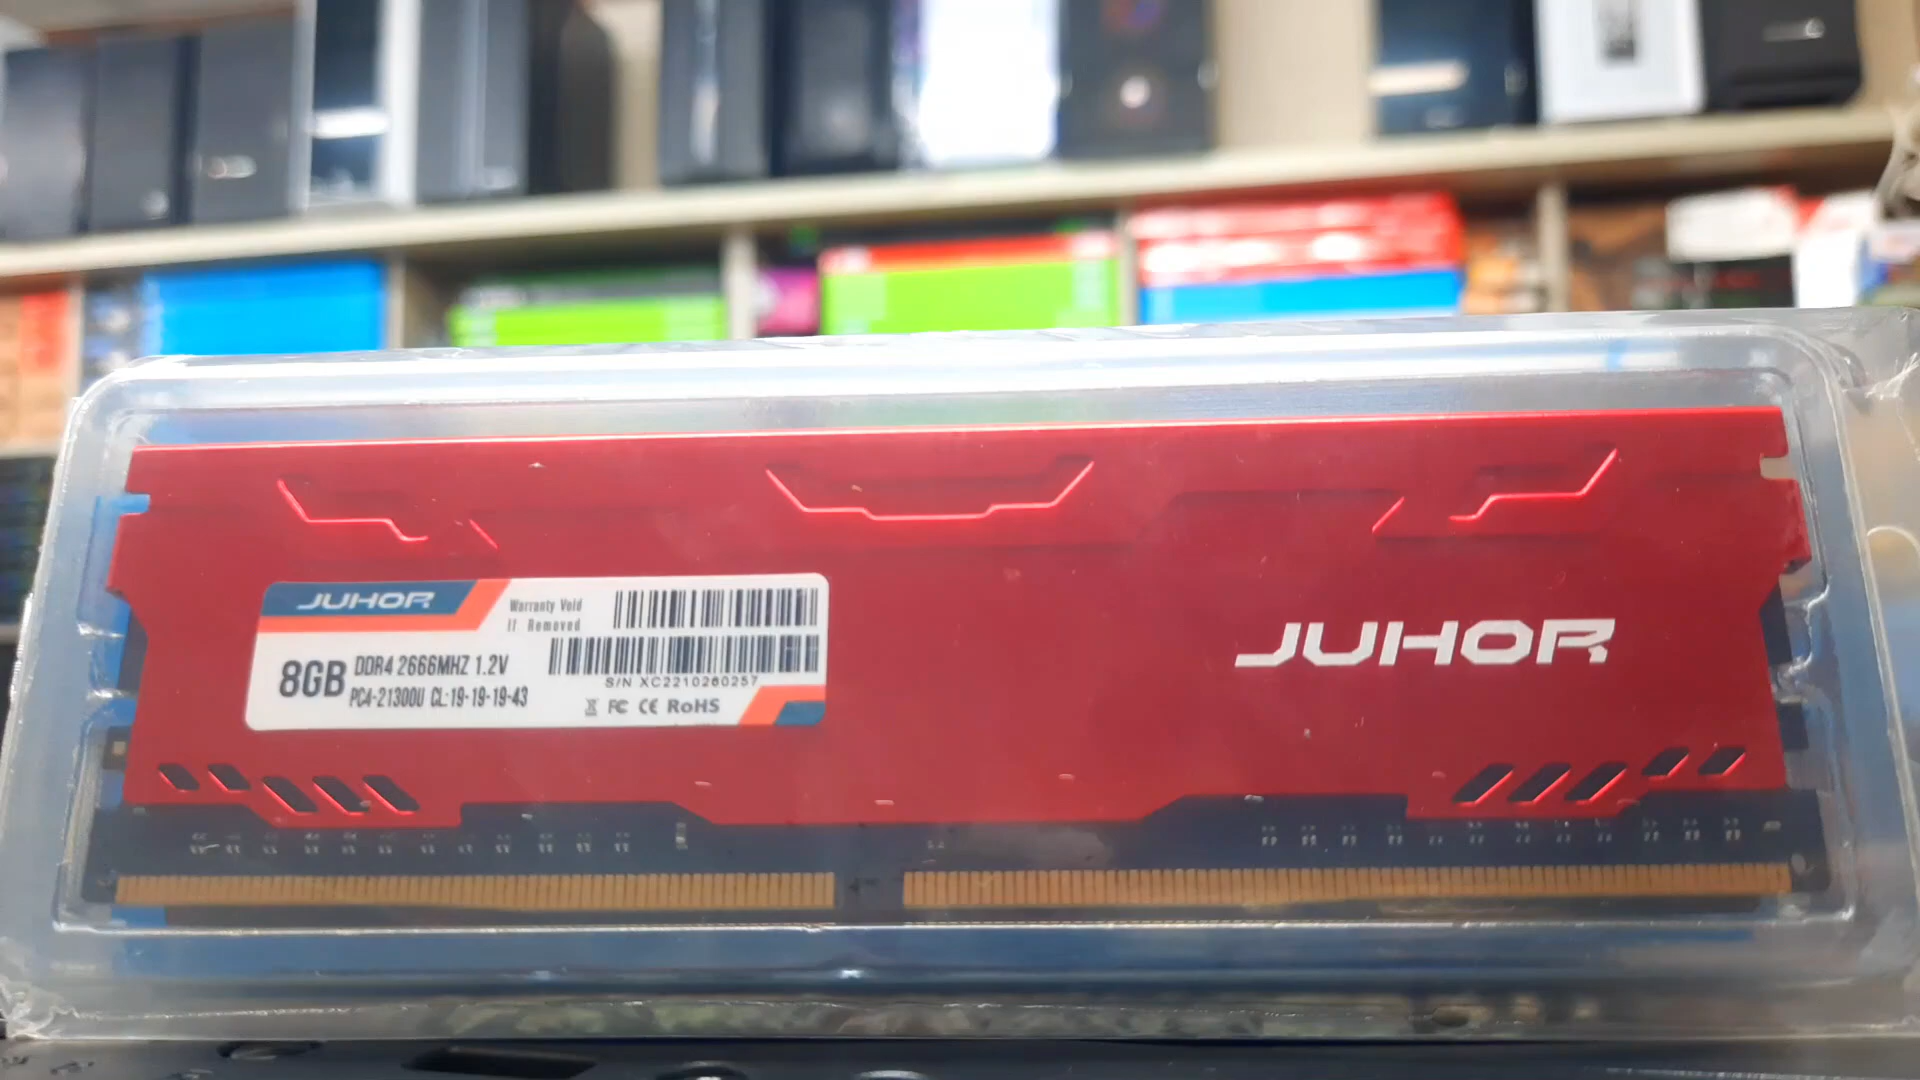 JUHOR
Warranty Void
If Removed
8GB
DDR4 2666MHZ 1.2V
PC4-21300U CL:19-19-19-43
S/N XC2210260257
FC CE RoHS
JUHOR